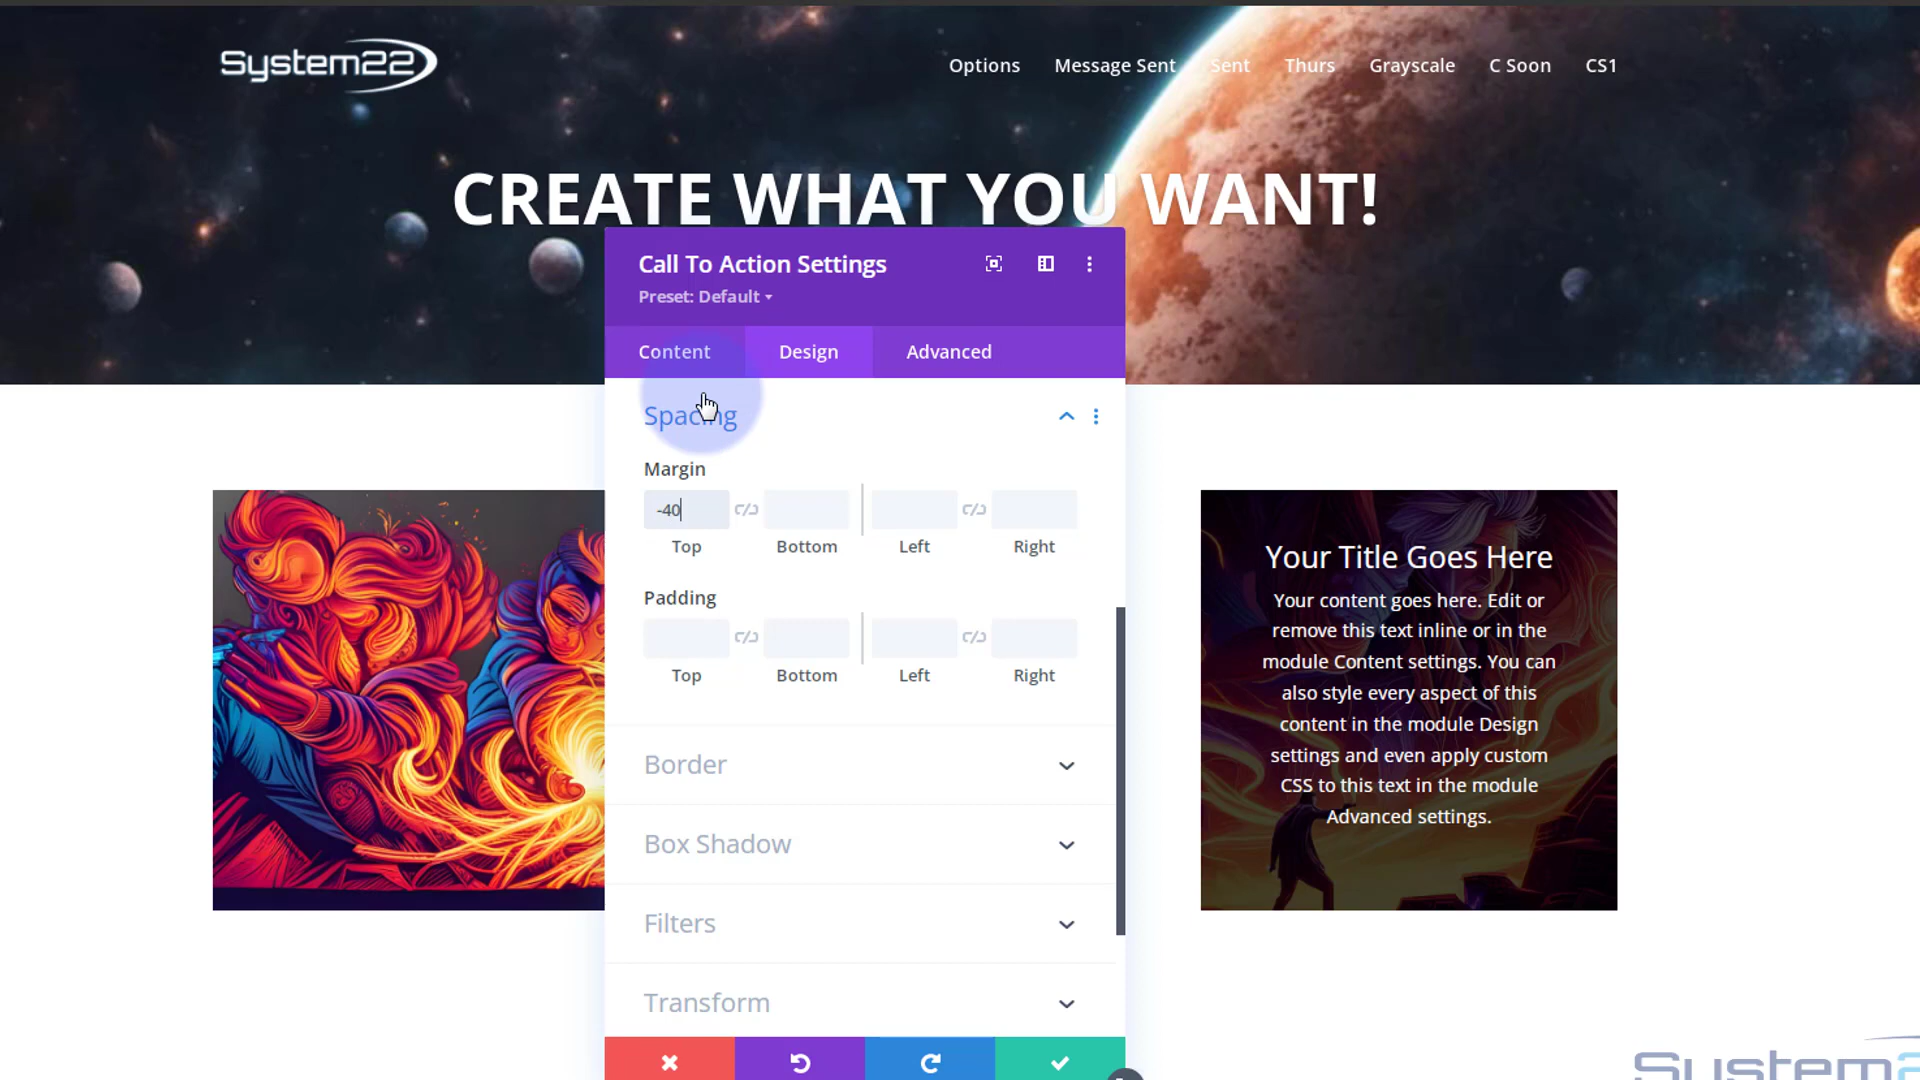 System22
Options Message Sent Sent Thurs Grayscale C Soon CS1
CREATE WHAT YOU WANT!
Call To Action Settings
Preset: Default
Content Design Advanced
Spacing
Margin
-40
Top Bottom Left Right
Padding
Top Bottom Left Right
Border
Box Shadow
Filters
Transform
Your Title Goes Here
Your content goes here. Edit or
remove this text inline or in the
module Content settings. You can
also style every aspect of this
content in the module Design
settings and even apply custom
CSS to this text in the module
Advanced settings.
System2